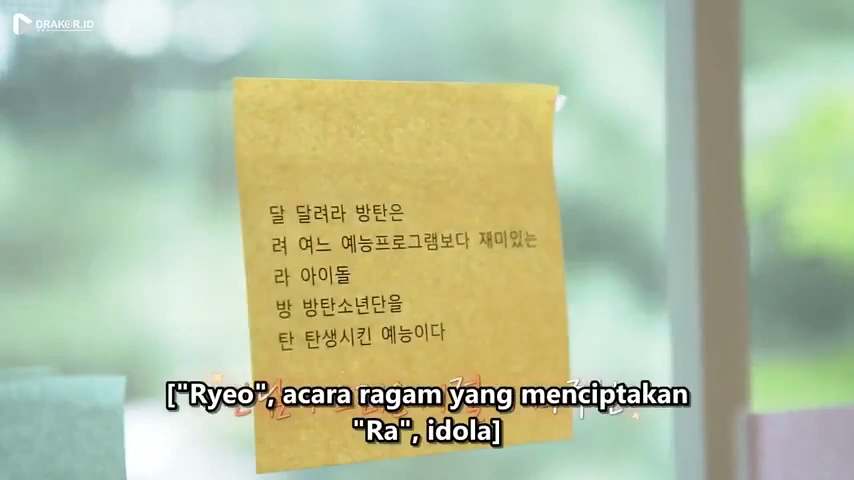 DRAKOR.ID
달 달려라 방탄은
려 여느 예능프로그램보다 재미있는
라 아이돌
방 방탄소년단을
탄 탄생시킨 예능이다
["Ryeo", acara ragam yang menciptakan
"Ra", idola]